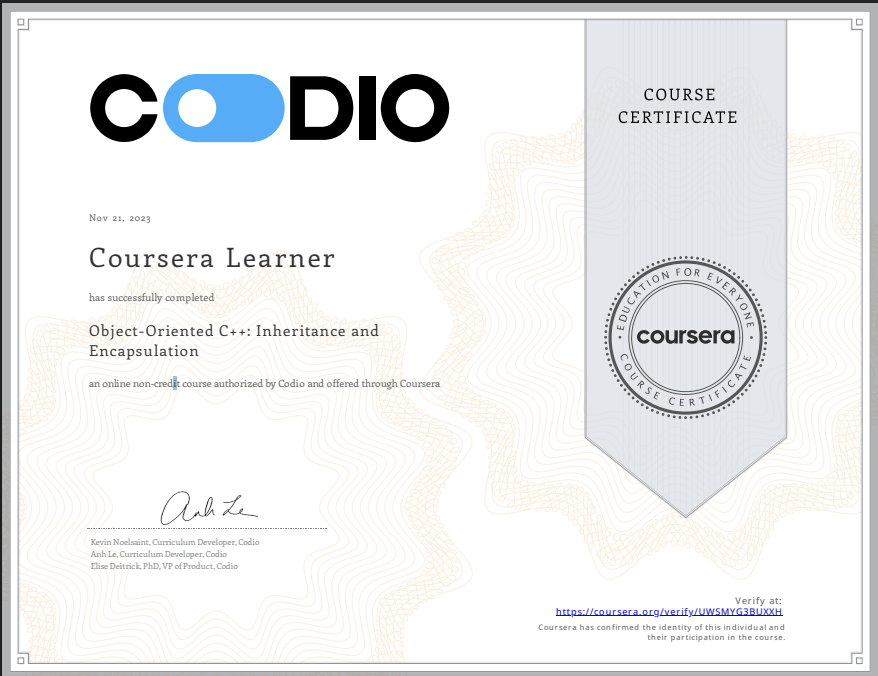 CODIO
COURSE
CERTIFICATE
Nov 21, 2023
Coursera Learner
has successfully completed
Object-Oriented C++: Inheritance and
Encapsulation
an online non-credit course authorized by Codio and offered through Coursera
EDUCATION FOR EVERYONE
coursera
COURSE CERTIFICATE
Anh Le
Kevin Noelsaint, Curriculum Developer, Codio
Anh Le, Curriculum Developer, Codio
Elise Deitrick, PhD, VP of Product, Codio
Verify at:
https://coursera.org/verify/UWSMYG3BUXXH
Coursera has confirmed the identity of this individual and
their participation in the course.